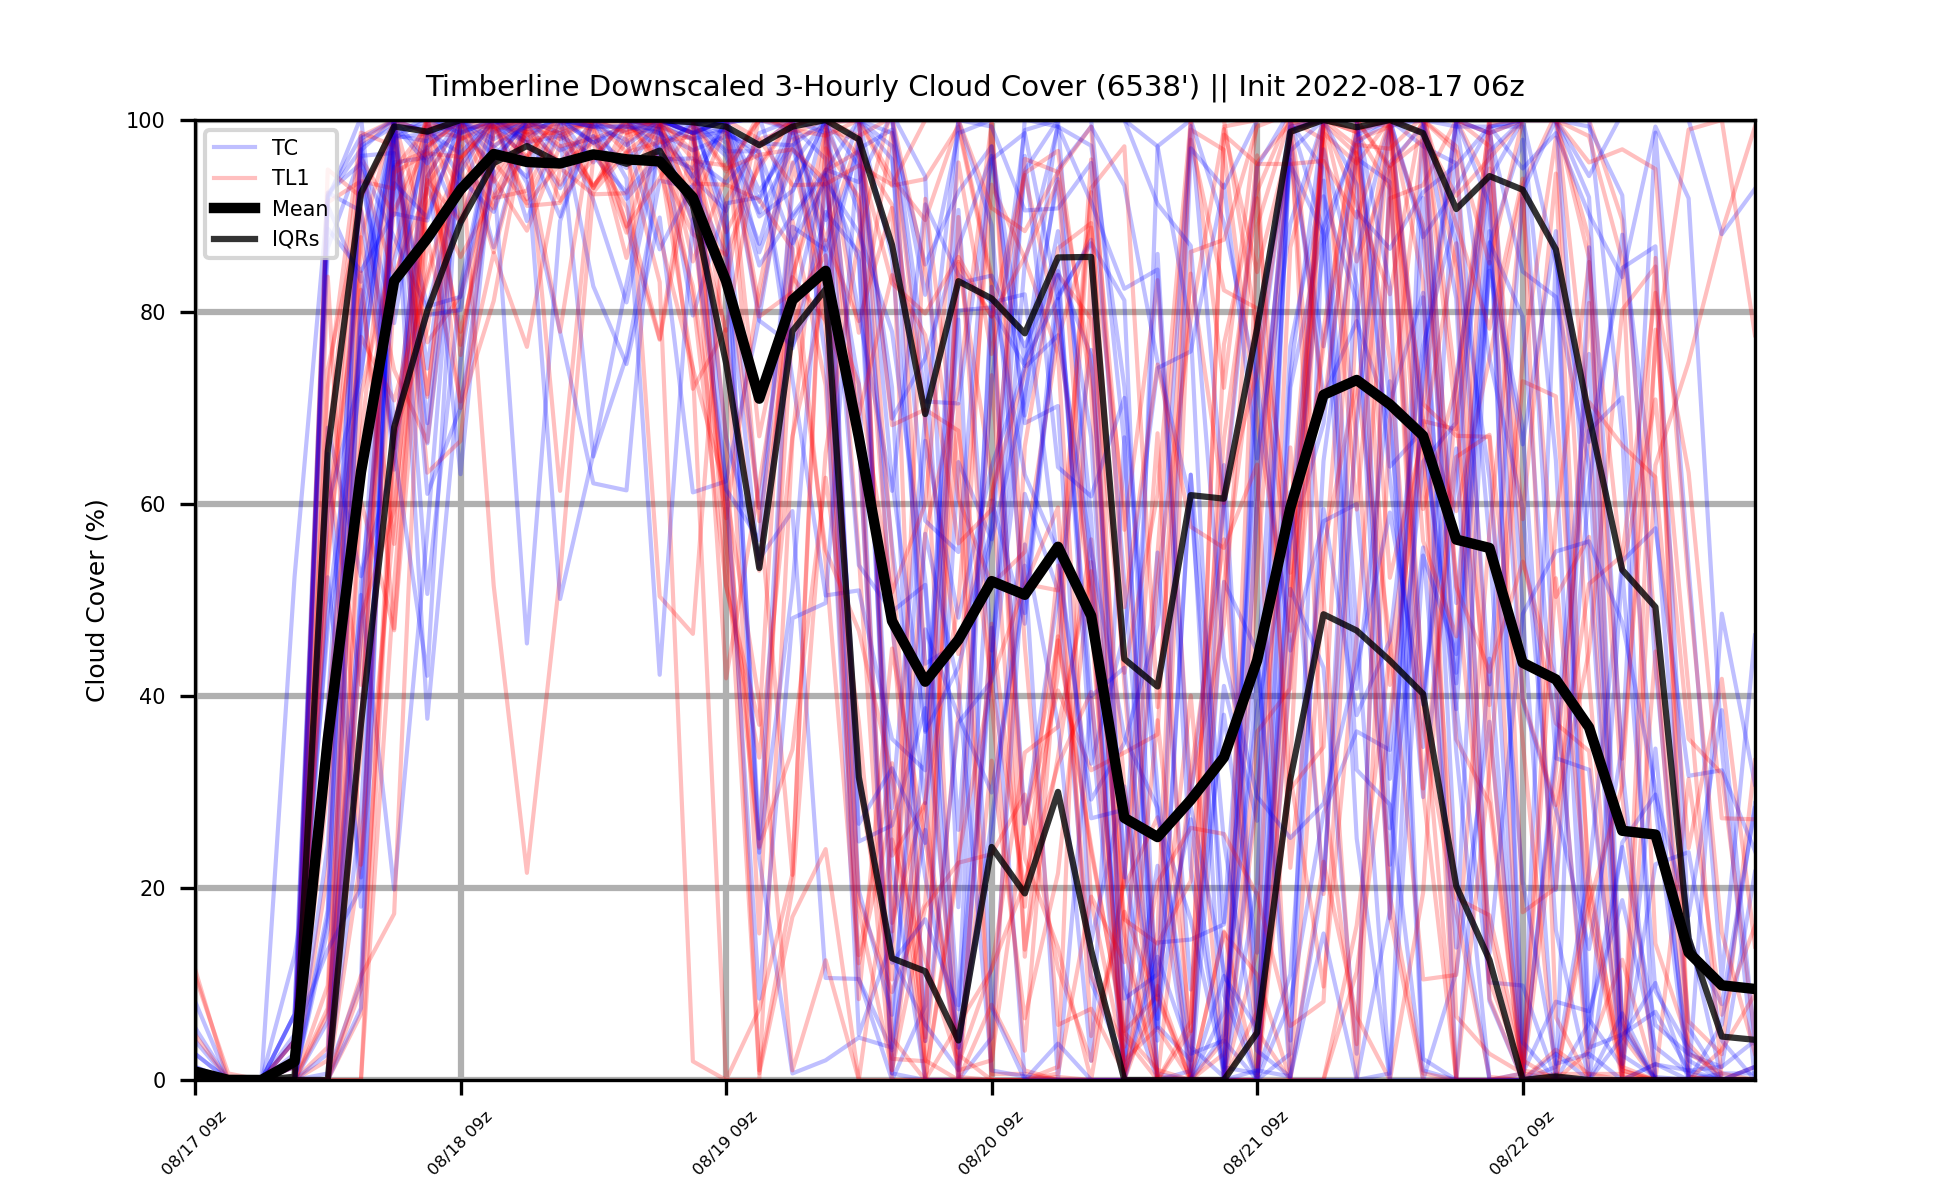 Timberline Downscaled 3-Hourly Cloud Cover (6538') || Init 2022-08-17 06z
100
80
60
40
20
0
Cloud Cover (%)
TC
TL1
Mean
IQRs
08/17 09z
08/18 09z
08/19 09z
08/20 09z
08/21 09z
08/22 09z